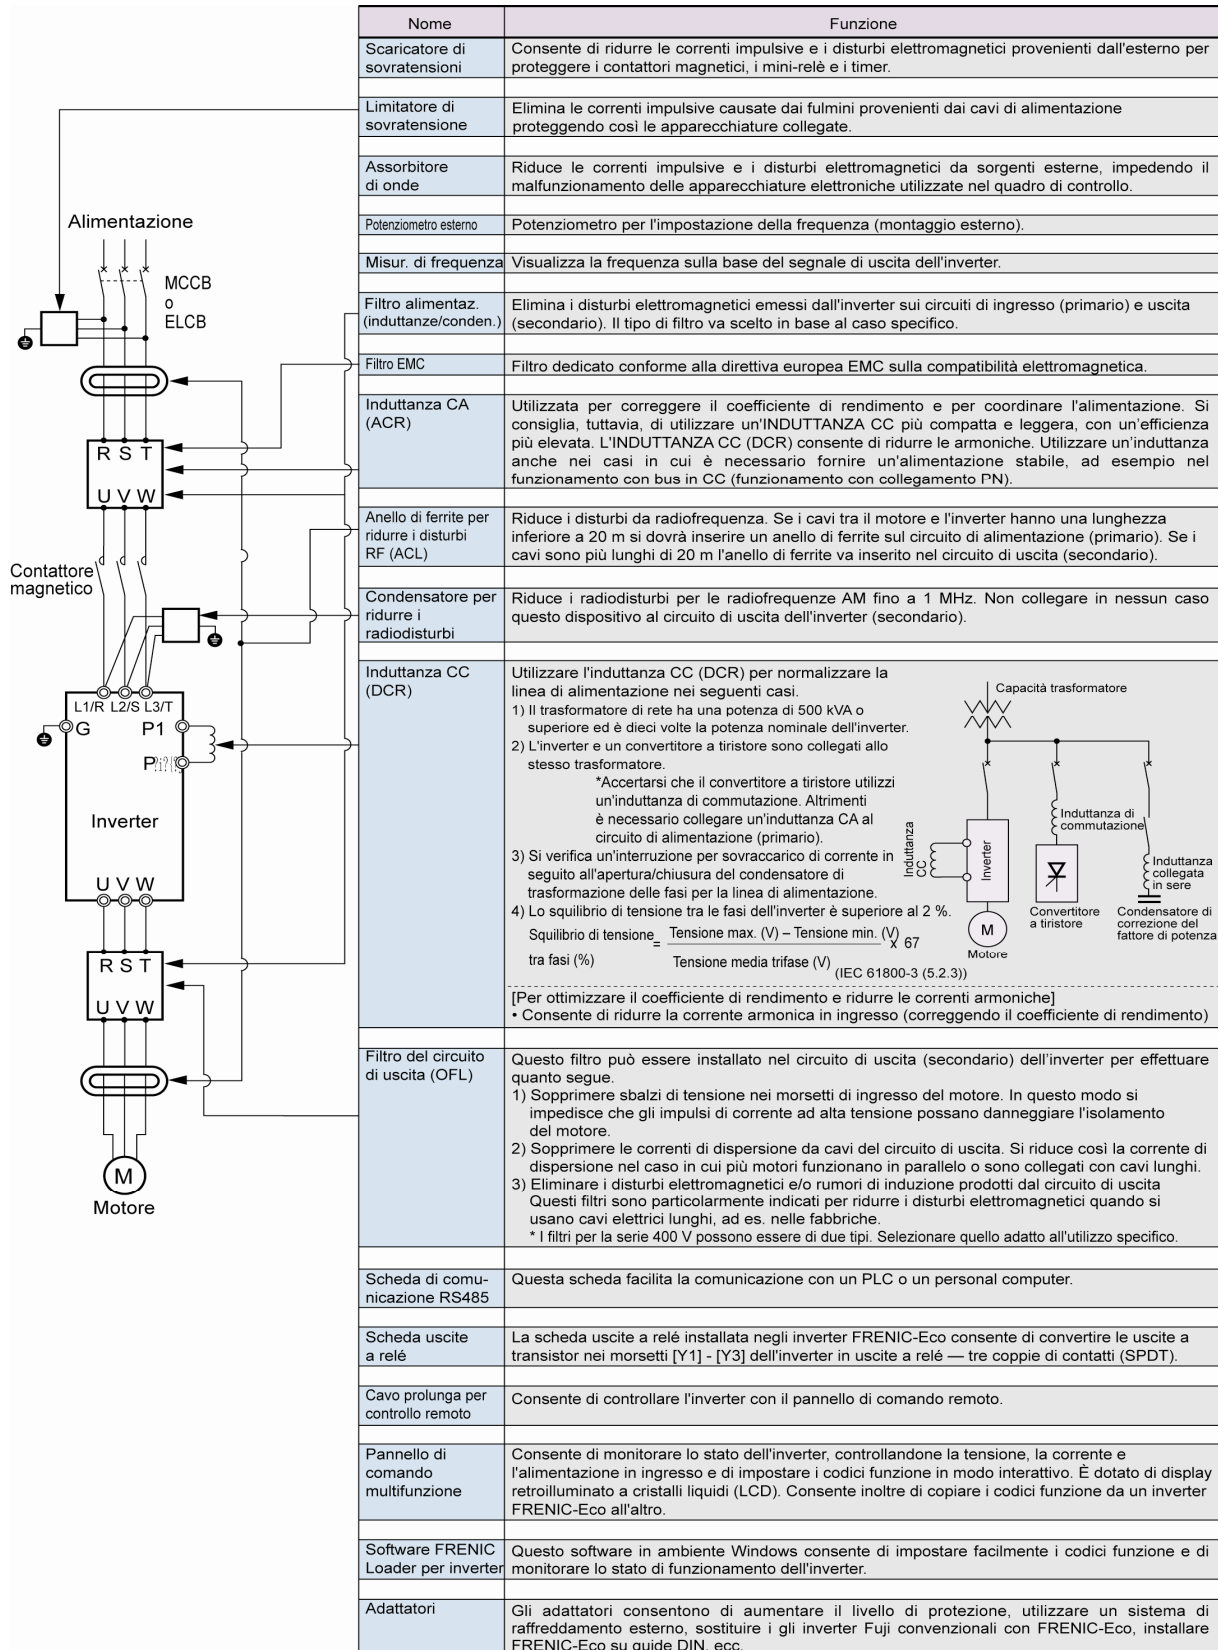 Nome
Funzione
Scaricatore di
sovratensioni
Consente di ridurre le correnti impulsive e i disturbi elettromagnetici provenienti dall'esterno per
proteggere i contattori magnetici, i mini-relè e i timer.
Limitatore di
sovratensione
Elimina le correnti impulsive causate dai fulmini provenienti dai cavi di alimentazione
proteggendo così le apparecchiature collegate.
Assorbitore
di onde
Riduce le correnti impulsive e i disturbi elettromagnetici da sorgenti esterne, impedendo il
malfunzionamento delle apparecchiature elettroniche utilizzate nel quadro di controllo.
Potenziometro esterno
Potenziometro per l'impostazione della frequenza (montaggio esterno).
Misur. di frequenza
Visualizza la frequenza sulla base del segnale di uscita dell'inverter.
Filtro alimentaz.
(induttanze/conden.)
Elimina i disturbi elettromagnetici emessi dall'inverter sui circuiti di ingresso (primario) e uscita
(secondario). Il tipo di filtro va scelto in base al caso specifico.
Filtro EMC
Filtro dedicato conforme alla direttiva europea EMC sulla compatibilità elettromagnetica.
Induttanza CA
(ACR)
Utilizzata per correggere il coefficiente di rendimento e per coordinare l'alimentazione. Si
consiglia, tuttavia, di utilizzare un'INDUTTANZA CC più compatta e leggera, con un'efficienza
più elevata. L'INDUTTANZA CC (DCR) consente di ridurre le armoniche. Utilizzare un'induttanza
anche nei casi in cui è necessario fornire un'alimentazione stabile, ad esempio nel
funzionamento con bus in CC (funzionamento con collegamento PN).
Anello di ferrite per
ridurre i disturbi
RF (ACL)
Riduce i disturbi da radiofrequenza. Se i cavi tra il motore e l'inverter hanno una lunghezza
inferiore a 20 m si dovrà inserire un anello di ferrite sul circuito di alimentazione (primario). Se i
cavi sono più lunghi di 20 m l'anello di ferrite va inserito nel circuito di uscita (secondario).
Condensatore per
ridurre i
radiodisturbi
Riduce i radiodisturbi per le radiofrequenze AM fino a 1 MHz. Non collegare in nessun caso
questo dispositivo al circuito di uscita dell'inverter (secondario).
Induttanza CC
(DCR)
Utilizzare l'induttanza CC (DCR) per normalizzare la
linea di alimentazione nei seguenti casi.
1) Il trasformatore di rete ha una potenza di 500 kVA o
superiore ed è dieci volte la potenza nominale dell'inverter.
2) L'inverter e un convertitore a tiristore sono collegati allo
stesso trasformatore.
*Accertarsi che il convertitore a tiristore utilizzi
un'induttanza di commutazione. Altrimenti
è necessario collegare un'induttanza CA al
circuito di alimentazione (primario).
3) Si verifica un'interruzione per sovraccarico di corrente in
seguito all'apertura/chiusura del condensatore di
trasformazione delle fasi per la linea di alimentazione.
4) Lo squilibrio di tensione tra le fasi dell'inverter è superiore al 2 %.
Squilibrio di tensione
tra fasi (%)
=
Tensione max. (V) – Tensione min. (V)
Tensione media trifase (V)
x 67
(IEC 61800-3 (5.2.3))
Capacità trasformatore
Induttanza
CC
Inverter
M
Motore
Induttanza di
commutazione
Convertitore
a tiristore
Induttanza
collegata
in sere
Condensatore di
correzione del
fattore di potenza
[Per ottimizzare il coefficiente di rendimento e ridurre le correnti armoniche]
• Consente di ridurre la corrente armonica in ingresso (correggendo il coefficiente di rendimento)
Filtro del circuito
di uscita (OFL)
Questo filtro può essere installato nel circuito di uscita (secondario) dell'inverter per effettuare
quanto segue.
1) Sopprimere sbalzi di tensione nei morsetti di ingresso del motore. In questo modo si
impedisce che gli impulsi di corrente ad alta tensione possano danneggiare l'isolamento
del motore.
2) Sopprimere le correnti di dispersione da cavi del circuito di uscita. Si riduce così la corrente di
dispersione nel caso in cui più motori funzionano in parallelo o sono collegati con cavi lunghi.
3) Eliminare i disturbi elettromagnetici e/o rumori di induzione prodotti dal circuito di uscita
Questi filtri sono particolarmente indicati per ridurre i disturbi elettromagnetici quando si
usano cavi elettrici lunghi, ad es. nelle fabbriche.
* I filtri per la serie 400 V possono essere di due tipi. Selezionare quello adatto all'utilizzo specifico.
Scheda di comu-
nicazione RS485
Questa scheda facilita la comunicazione con un PLC o un personal computer.
Scheda uscite
a relé
La scheda uscite a relé installata negli inverter FRENIC-Eco consente di convertire le uscite a
transistor nei morsetti [Y1] - [Y3] dell'inverter in uscite a relé — tre coppie di contatti (SPDT).
Cavo prolunga per
controllo remoto
Consente di controllare l'inverter con il pannello di comando remoto.
Pannello di
comando
multifunzione
Consente di monitorare lo stato dell'inverter, controllandone la tensione, la corrente e
l'alimentazione in ingresso e di impostare i codici funzione in modo interattivo. È dotato di display
retroilluminato a cristalli liquidi (LCD). Consente inoltre di copiare i codici funzione da un inverter
FRENIC-Eco all'altro.
Software FRENIC
Loader per inverter
Questo software in ambiente Windows consente di impostare facilmente i codici funzione e di
monitorare lo stato di funzionamento dell'inverter.
Adattatori
Gli adattatori consentono di aumentare il livello di protezione, utilizzare un sistema di
raffreddamento esterno, sostituire i gli inverter Fuji convenzionali con FRENIC-Eco, installare
FRENIC-Eco su guide DIN, ecc.
Alimentazione
MCCB
o
ELCB
R S T
U V W
Contattore
magnetico
L1/R L2/S L3/T
G
P1
Inverter
U V W
R S T
U V W
M
Motore